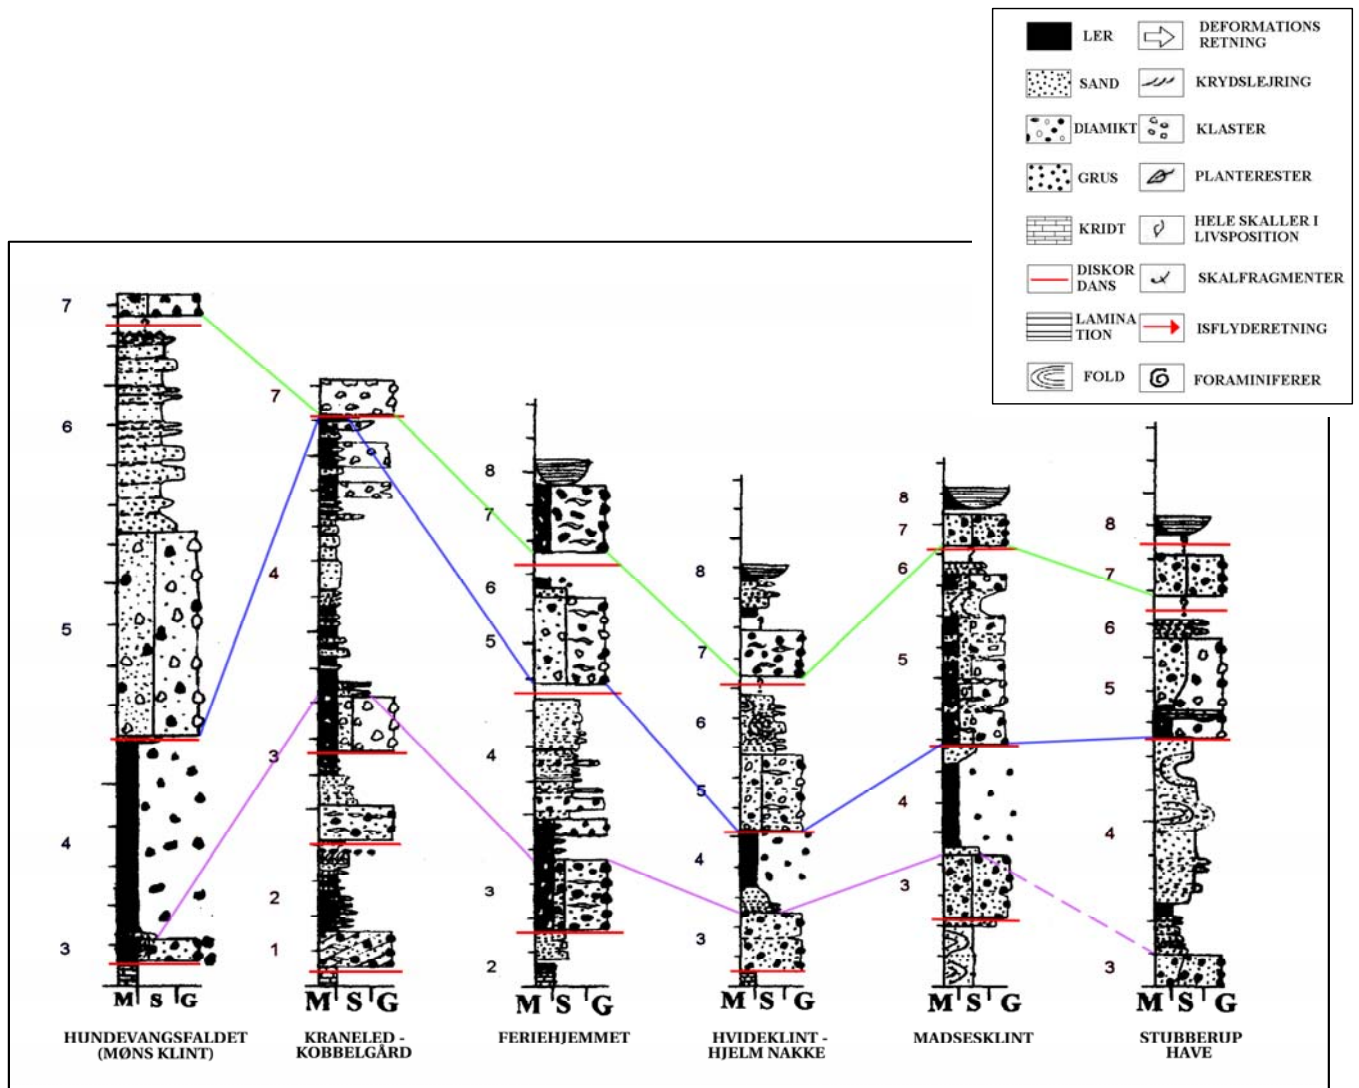 LER
DEFORMATIONS
RETNING
SAND
KRYDSLEJRING
DIAMIKT
KLASTER
GRUS
PLANTERESTER
KRIDT
HELE SKALLER I
LIVSPOSITION
DISKOR
DANS
SKALFRAGMENTER
LAMINA
TION
ISFLYDERETNING
FOLD
FORAMINIFERER
7
6
5
4
3
M S G
HUNDEVANGSFALDET
(MØNS KLINT)
7
4
3
2
1
M S G
KRANELED -
KOBBELGÅRD
8
7
6
5
4
3
2
M S G
FERIEHJEMMET
8
7
6
5
4
3
M S G
HVIDEKLINT -
HJELM NAKKE
8
7
6
5
4
3
M S G
MADSESKLINT
8
7
6
5
4
3
M S G
STUBBERUP
HAVE